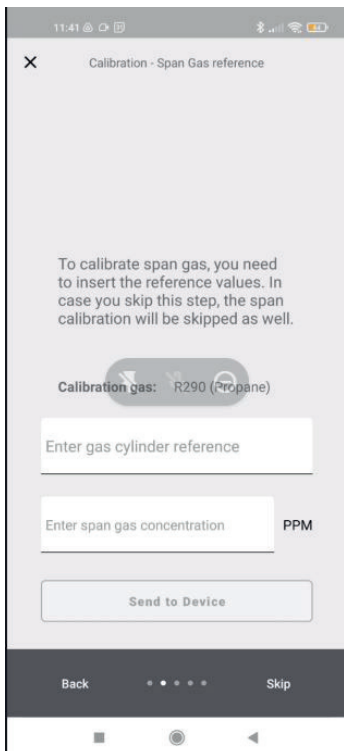 11:41
Calibration - Span Gas reference
To calibrate span gas, you need
to insert the reference values. In
case you skip this step, the span
calibration will be skipped as well.
Calibration gas: R290 (Propane)
Enter gas cylinder reference
Enter span gas concentration PPM
Send to Device
Back Skip